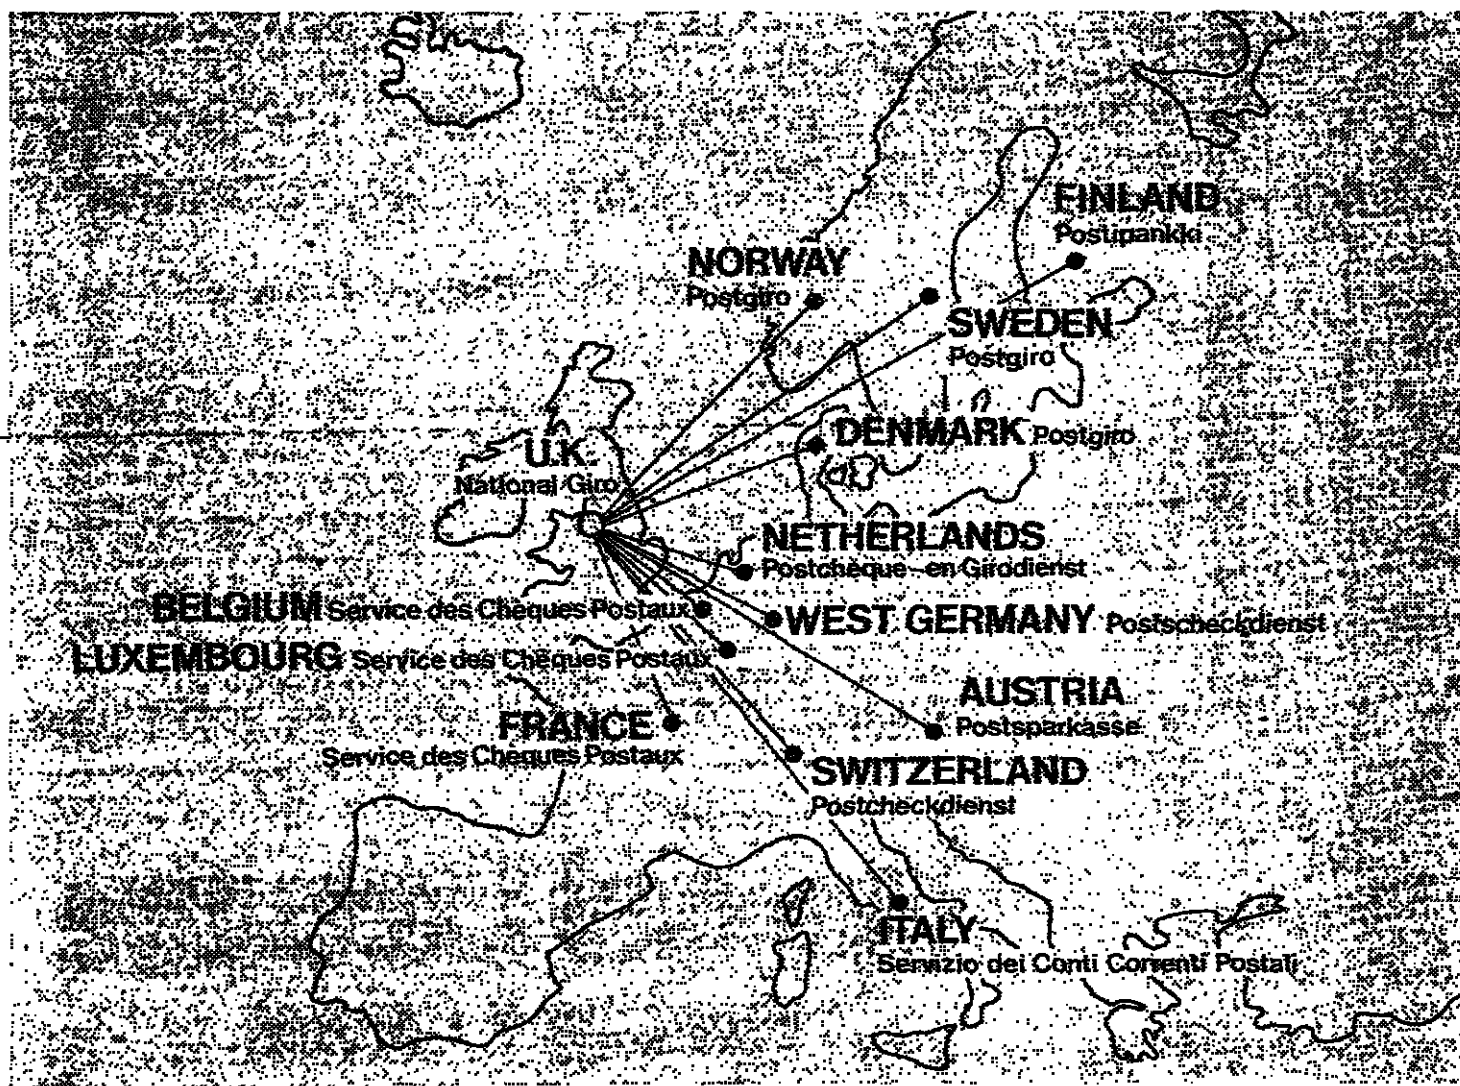 FINLAND
Postipankki
NORWAY
Postgiro
SWEDEN
Postgiro
DENMARK Postgiro
U.K.
National Giro
NETHERLANDS
Postchèque-en Girodienst
BELGIUM Service des Chèques Postaux
WEST GERMANY Postscheckdienst
LUXEMBOURG Service des Chèques Postaux
AUSTRIA
Postsparkasse
FRANCE
Service des Chèques Postaux
SWITZERLAND
Postcheckdienst
ITALY
Servizio dei Conti Correnti Postali